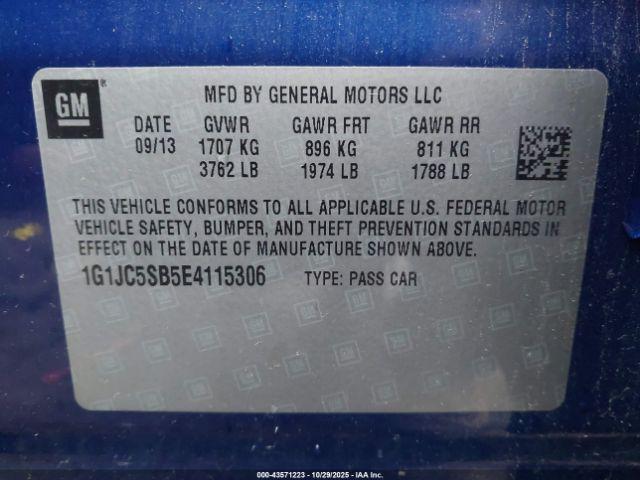 GM ®
MFD BY GENERAL MOTORS LLC
DATE GVWR GAWR FRT GAWR RR
09/13 1707 KG 896 KG 811 KG
3762 LB 1974 LB 1788 LB
THIS VEHICLE CONFORMS TO ALL APPLICABLE U.S. FEDERAL MOTOR
VEHICLE SAFETY, BUMPER, AND THEFT PREVENTION STANDARDS IN
EFFECT ON THE DATE OF MANUFACTURE SHOWN ABOVE.
1G1JC5SB5E4115306 TYPE: PASS CAR
000-43571223 - 10/29/2025 - IAA Inc.